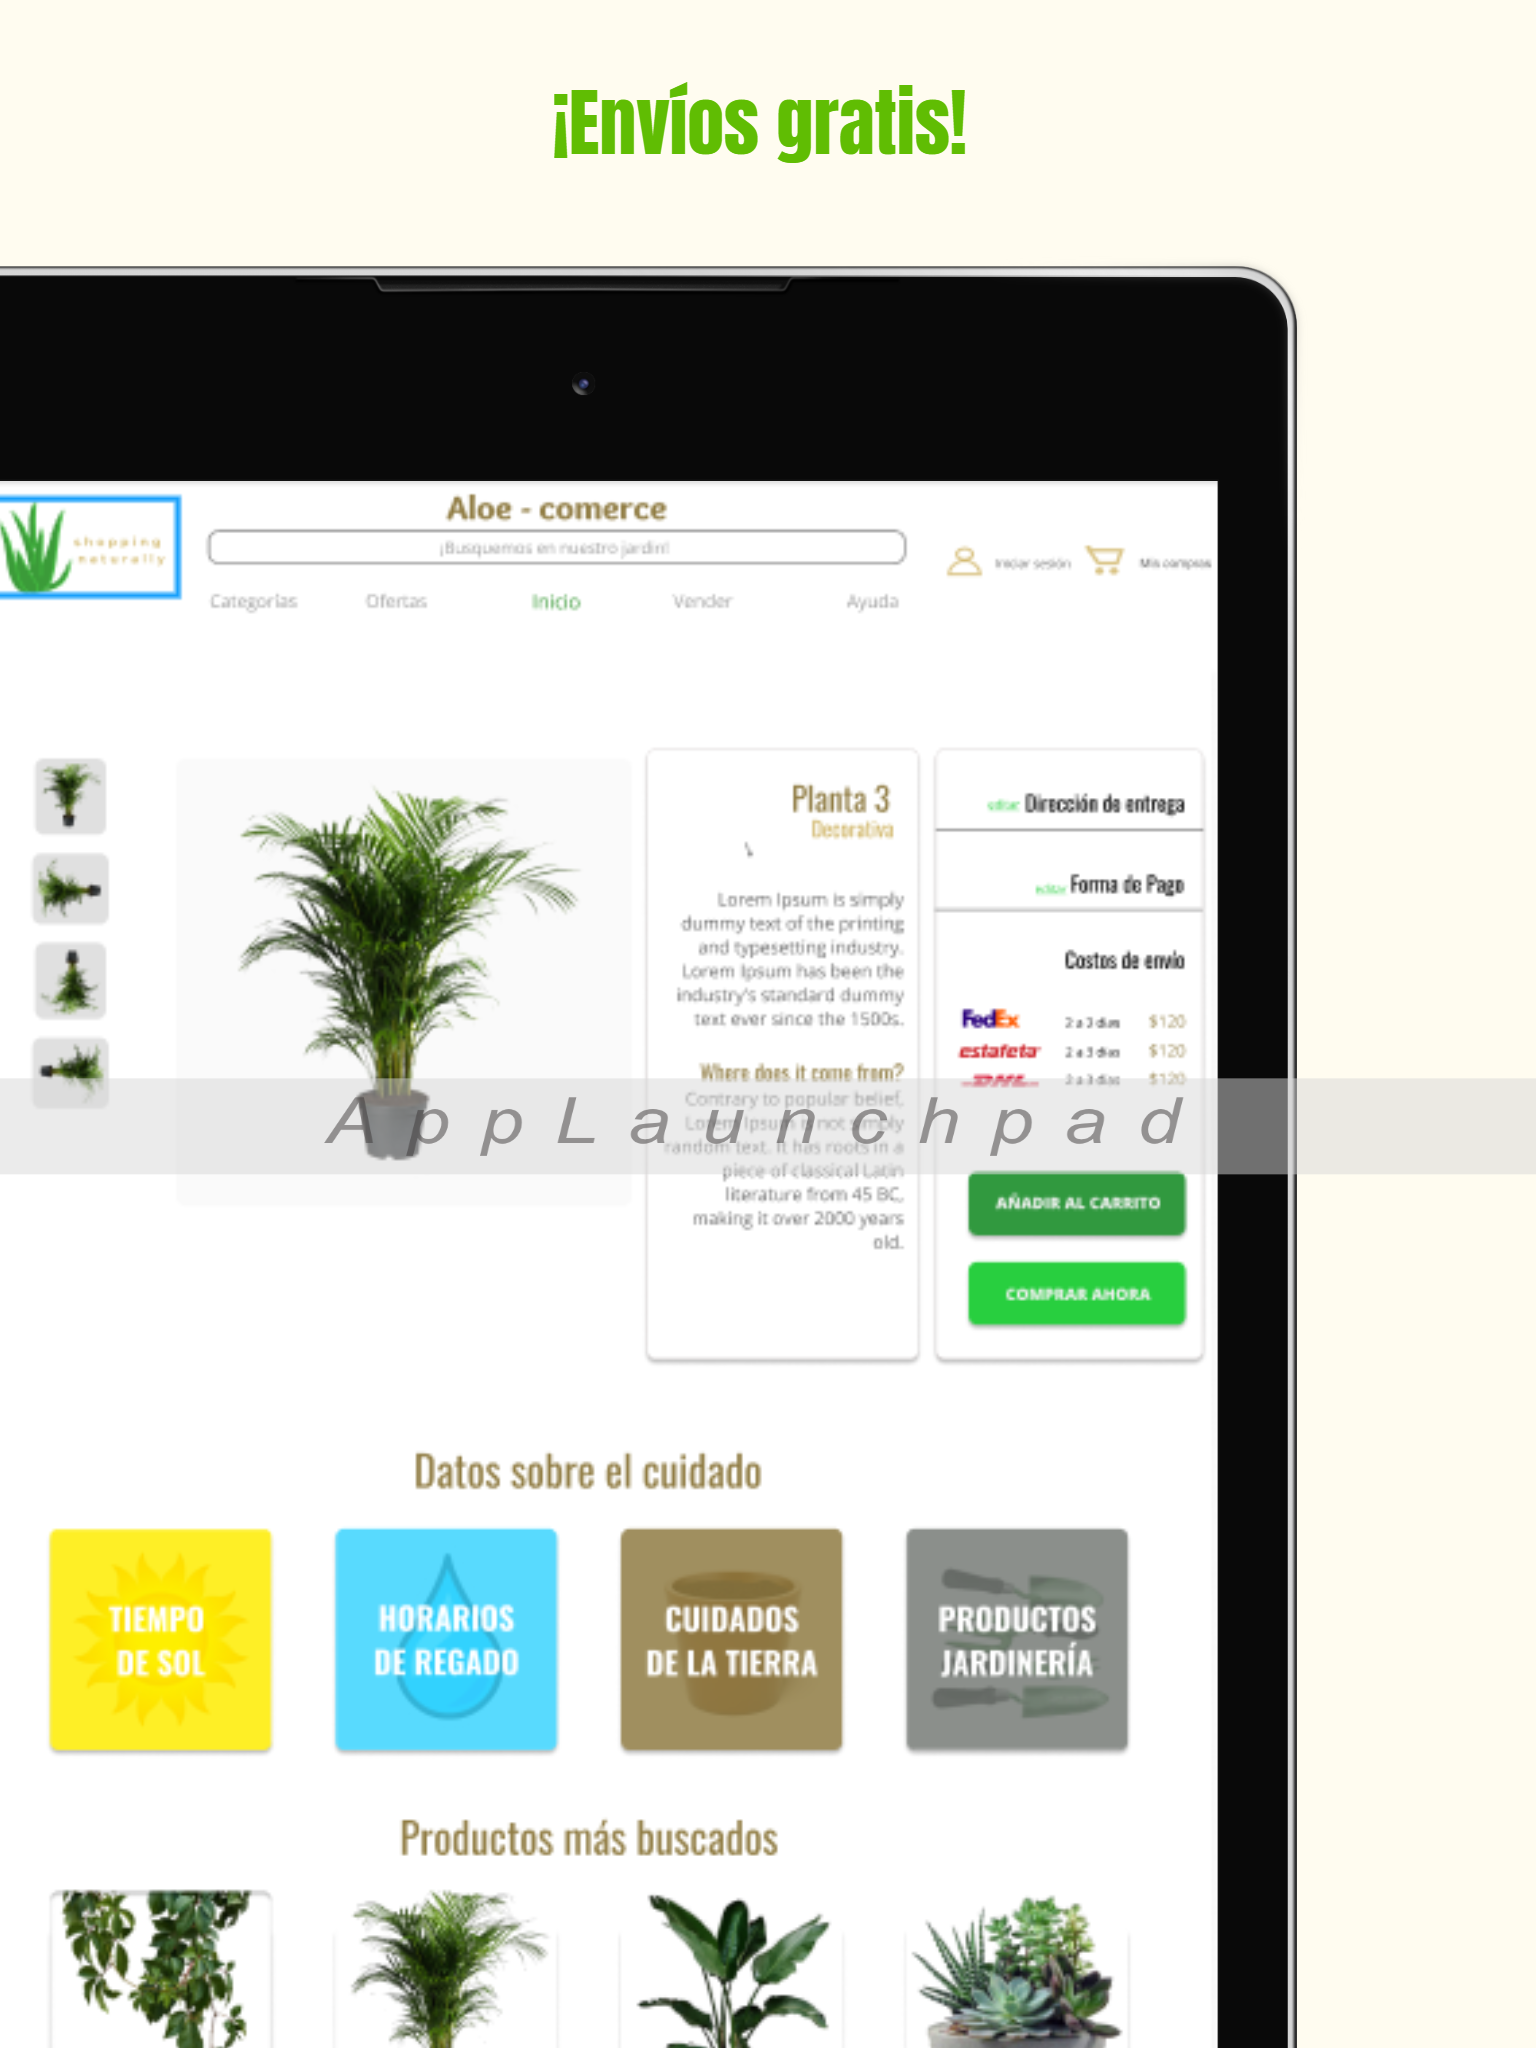 ¡Envíos gratis!
shopping
naturally
Aloe - comerce
¡Busquemos en nuestro jardín!
Iniciar sesión
Mis compras
Categorías
Ofertas
Inicio
Vender
Ayuda
Planta 3
Decorativa
Lorem Ipsum is simply
dummy text of the printing
and typesetting industry.
Lorem Ipsum has been the
industry's standard dummy
text ever since the 1500s.
Where does it come from?
Contrary to popular belief,
Lorem Ipsum is not simply
random text. It has roots in a
piece of classical Latin
literature from 45 BC,
making it over 2000 years
old.
editar Dirección de entrega
editar Forma de Pago
Costos de envío
FedEx 2 a 3 días $120
estafeta 2 a 3 días $120
DHL 2 a 3 días $120
AppLaunchpad
AÑADIR AL CARRITO
COMPRAR AHORA
Datos sobre el cuidado
TIEMPO
DE SOL
HORARIOS
DE REGADO
CUIDADOS
DE LA TIERRA
PRODUCTOS
JARDINERÍA
Productos más buscados